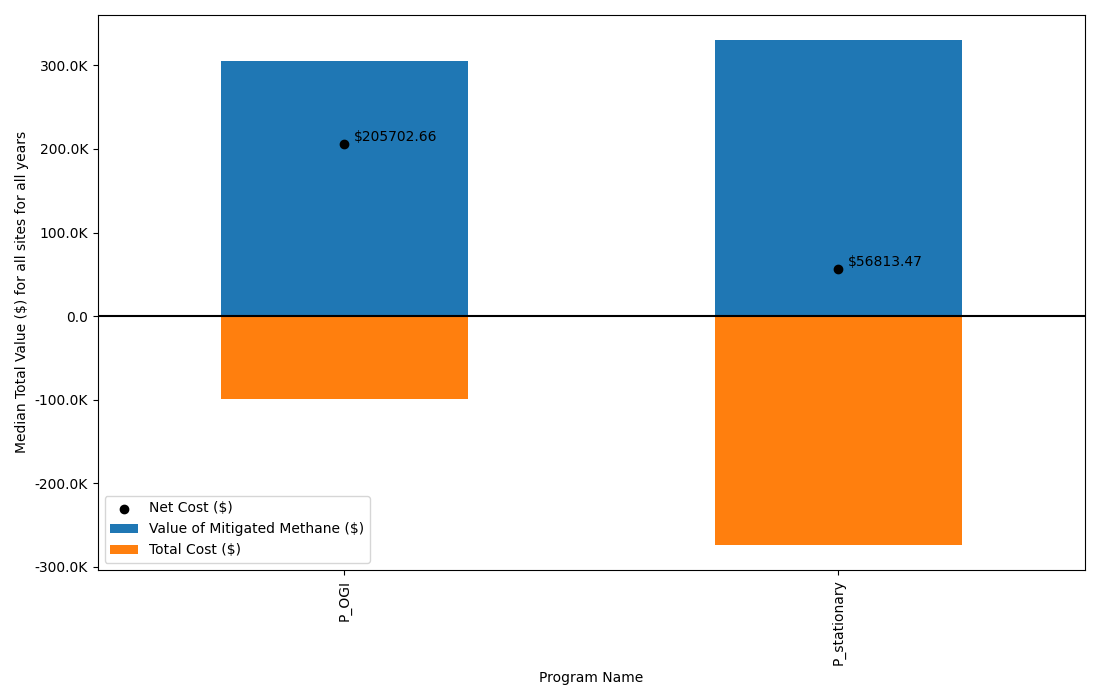 Median Total Value ($) for all sites for all years
300.0K
200.0K
100.0K
0.0
-100.0K
-200.0K
-300.0K
$205702.66
$56813.47
Net Cost ($)
Value of Mitigated Methane ($)
Total Cost ($)
P_OGI
P_stationary
Program Name